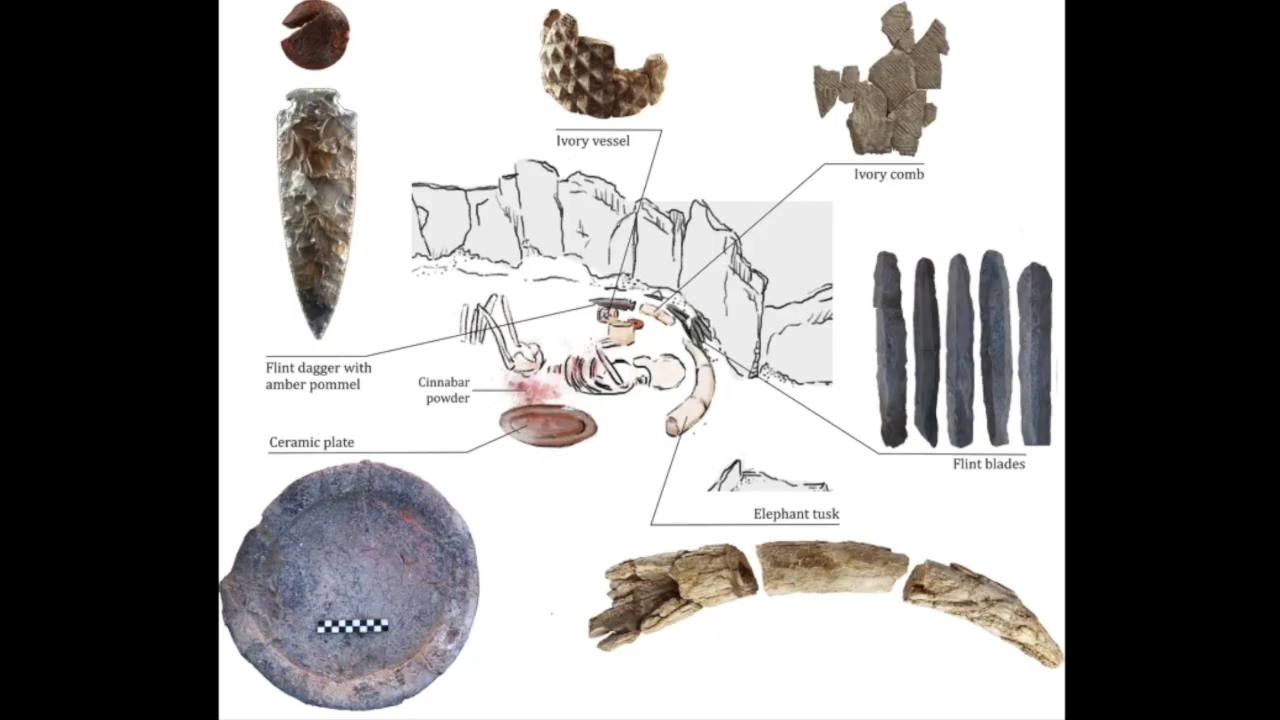 Ivory vessel
Ivory comb
Flint dagger with
amber pommel
Cinnabar
powder
Ceramic plate
Flint blades
Elephant tusk